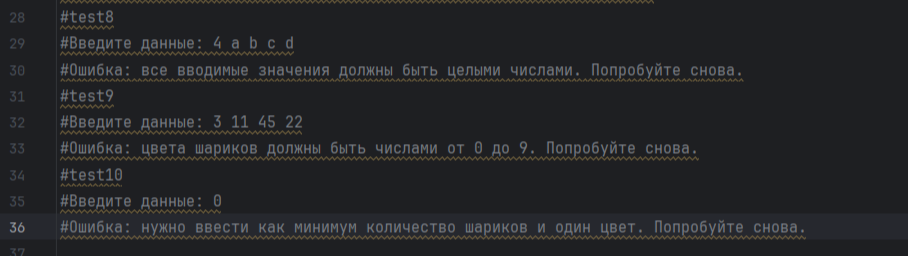 28 #test8
29 #Введите данные: 4 a b c d
30 #Ошибка: все вводимые значения должны быть целыми числами. Попробуйте снова.
31 #test9
32 #Введите данные: 3 11 45 22
33 #Ошибка: цвета шариков должны быть числами от 0 до 9. Попробуйте снова.
34 #test10
35 #Введите данные: 0
36 #Ошибка: нужно ввести как минимум количество шариков и один цвет. Попробуйте снова.
37